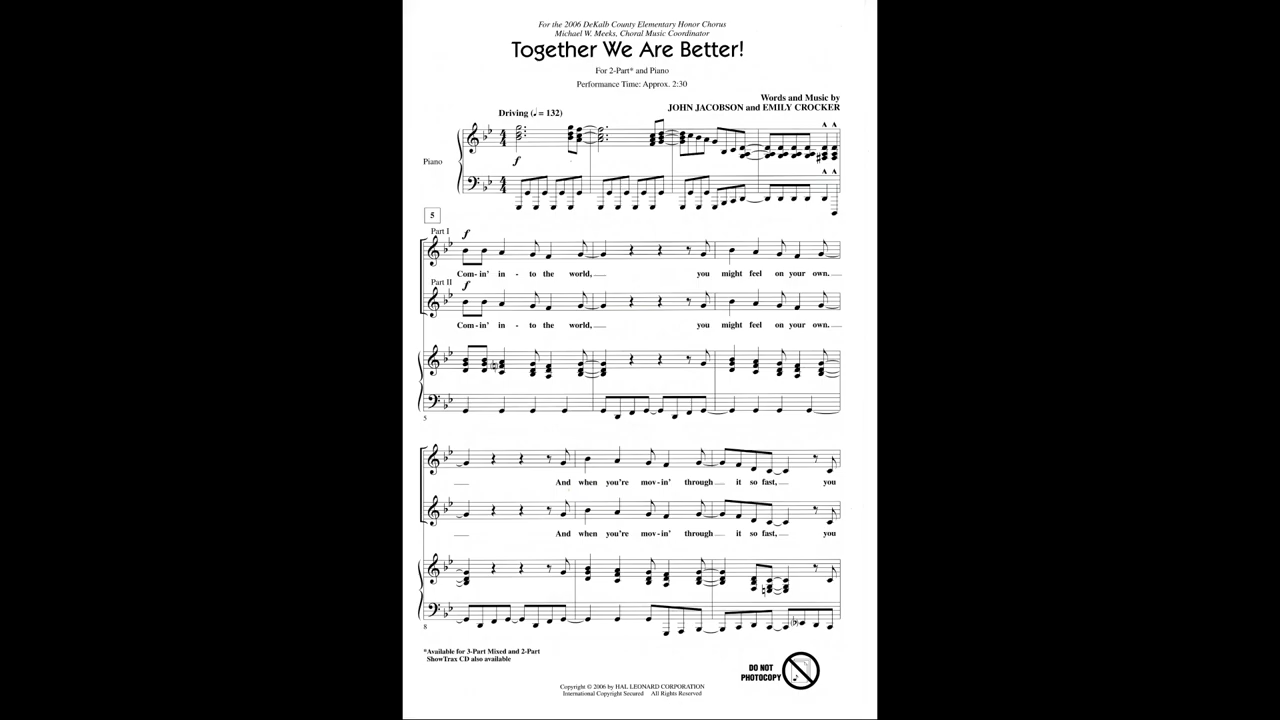 For the 2006 DeKalb County Elementary Honor Chorus
Michael W. Meeks, Choral Music Coordinator
Together We Are Better!
For 2-Part* and Piano
Performance Time: Approx. 2:30
Words and Music by
JOHN JACOBSON and EMILY CROCKER
Driving (♩ = 132)
Piano
f
5
Part I
f
Com - in' in - to the world, you might feel on your own.
Part II
f
Com - in' in - to the world, you might feel on your own.
5
And when you're mov - in' through it so fast, you
And when you're mov - in' through it so fast, you
8
*Available for 3-Part Mixed and 2-Part
ShowTrax CD also available
DO NOT
PHOTOCOPY
Copyright © 2006 by HAL LEONARD CORPORATION
International Copyright Secured All Rights Reserved